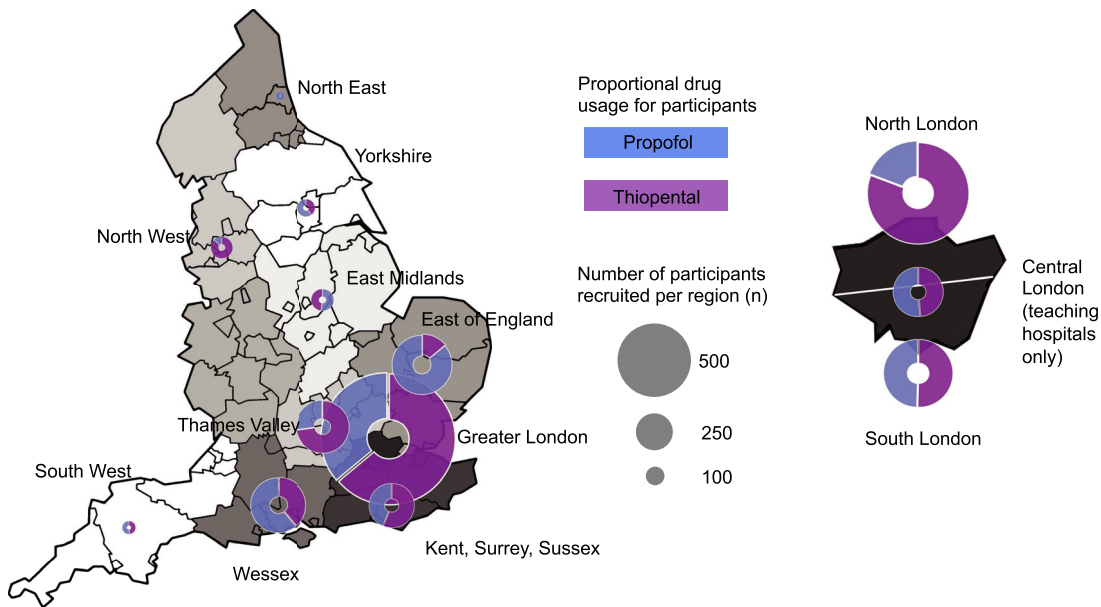 North East
Yorkshire
North West
East Midlands
East of England
Thames Valley
Greater London
South West
Kent, Surrey, Sussex
Wessex
Proportional drug
usage for participants
Propofol
Thiopental
Number of participants
recruited per region (n)
500
250
100
North London
Central
London
(teaching
hospitals
only)
South London